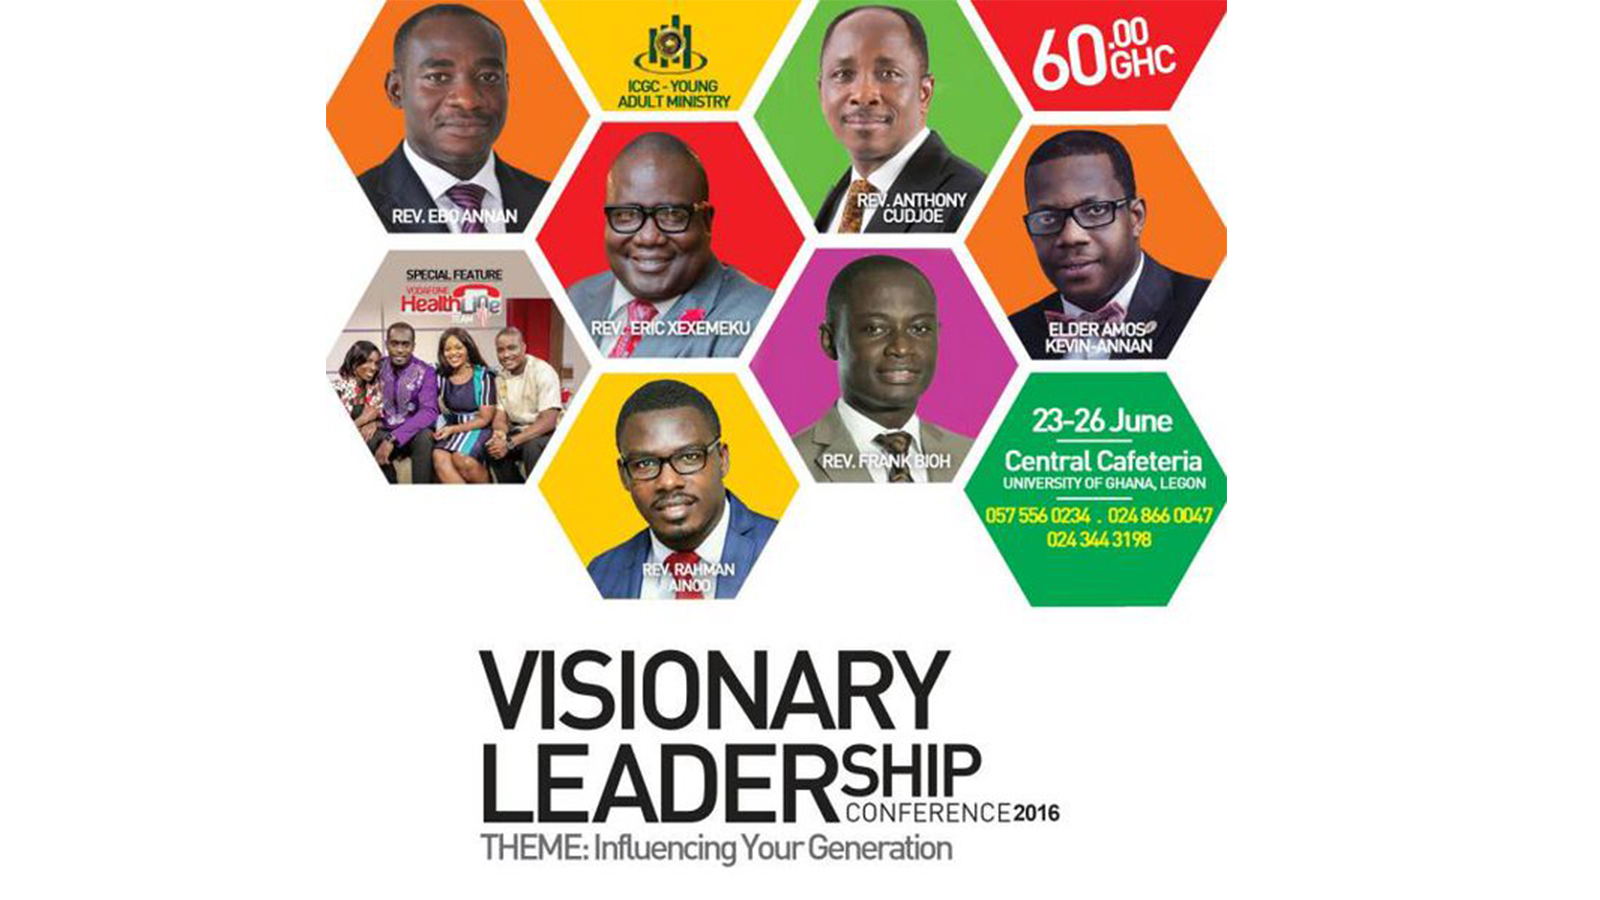 ICGC - YOUNG
ADULT MINISTRY
60.00
GHC
REV. EBO ANNAN
REV. ANTHONY
CUDJOE
SPECIAL FEATURE
VODAFONE
HealthLine
TEAM
REV. ERIC XEXEMEKU
ELDER AMOS
KEVIN-ANNAN
REV. FRANK BIOH
REV. RAHMAN
AINOO
23-26 June
Central Cafeteria
UNIVERSITY OF GHANA, LEGON
057 556 0234 . 024 866 0047
024 344 3198
VISIONARY
LEADERSHIP
CONFERENCE 2016
THEME: Influencing Your Generation